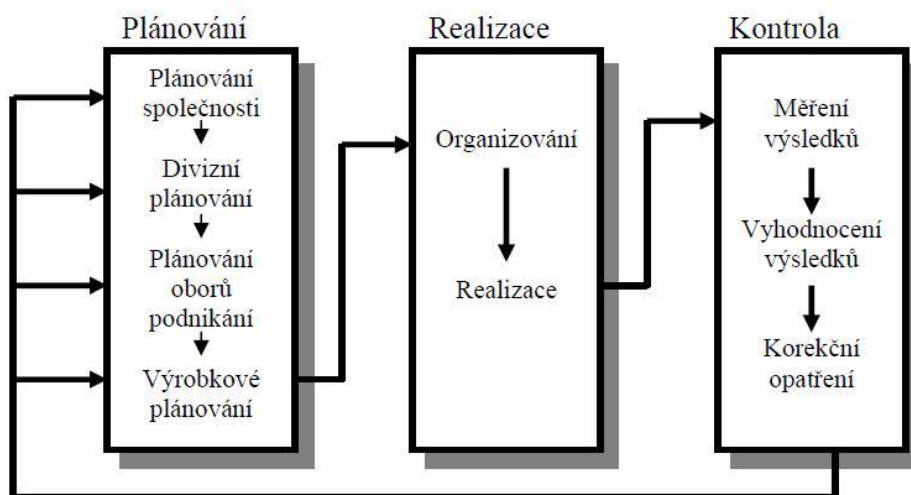 Plánování
Plánování
společnosti
Divizní
plánování
Plánování
oborů
podnikání
Výrobkové
plánování
Realizace
Organizování
Realizace
Kontrola
Měření
výsledků
Vyhodnocení
výsledků
Korekční
opatření